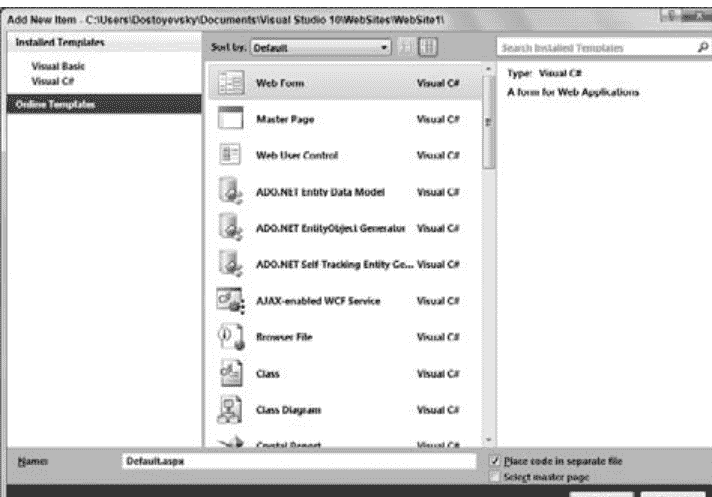 Add New Item - C:\Users\Dostoyevsky\Documents\Visual Studio 10\WebSites\WebSite1\
Installed Templates
Visual Basic
Visual C#
Online Templates
Sort by: Default
Web Form Visual C#
Master Page Visual C#
Web User Control Visual C#
ADO.NET Entity Data Model Visual C#
ADO.NET EntityObject Generator Visual C#
ADO.NET Self Tracking Entity Ge... Visual C#
AJAX-enabled WCF Service Visual C#
Browser File Visual C#
Class Visual C#
Class Diagram Visual C#
Crystal Report Visual C#
Search Installed Templates
Type: Visual C#
A form for Web Applications
Name: Default.aspx
Place code in separate file
Select master page